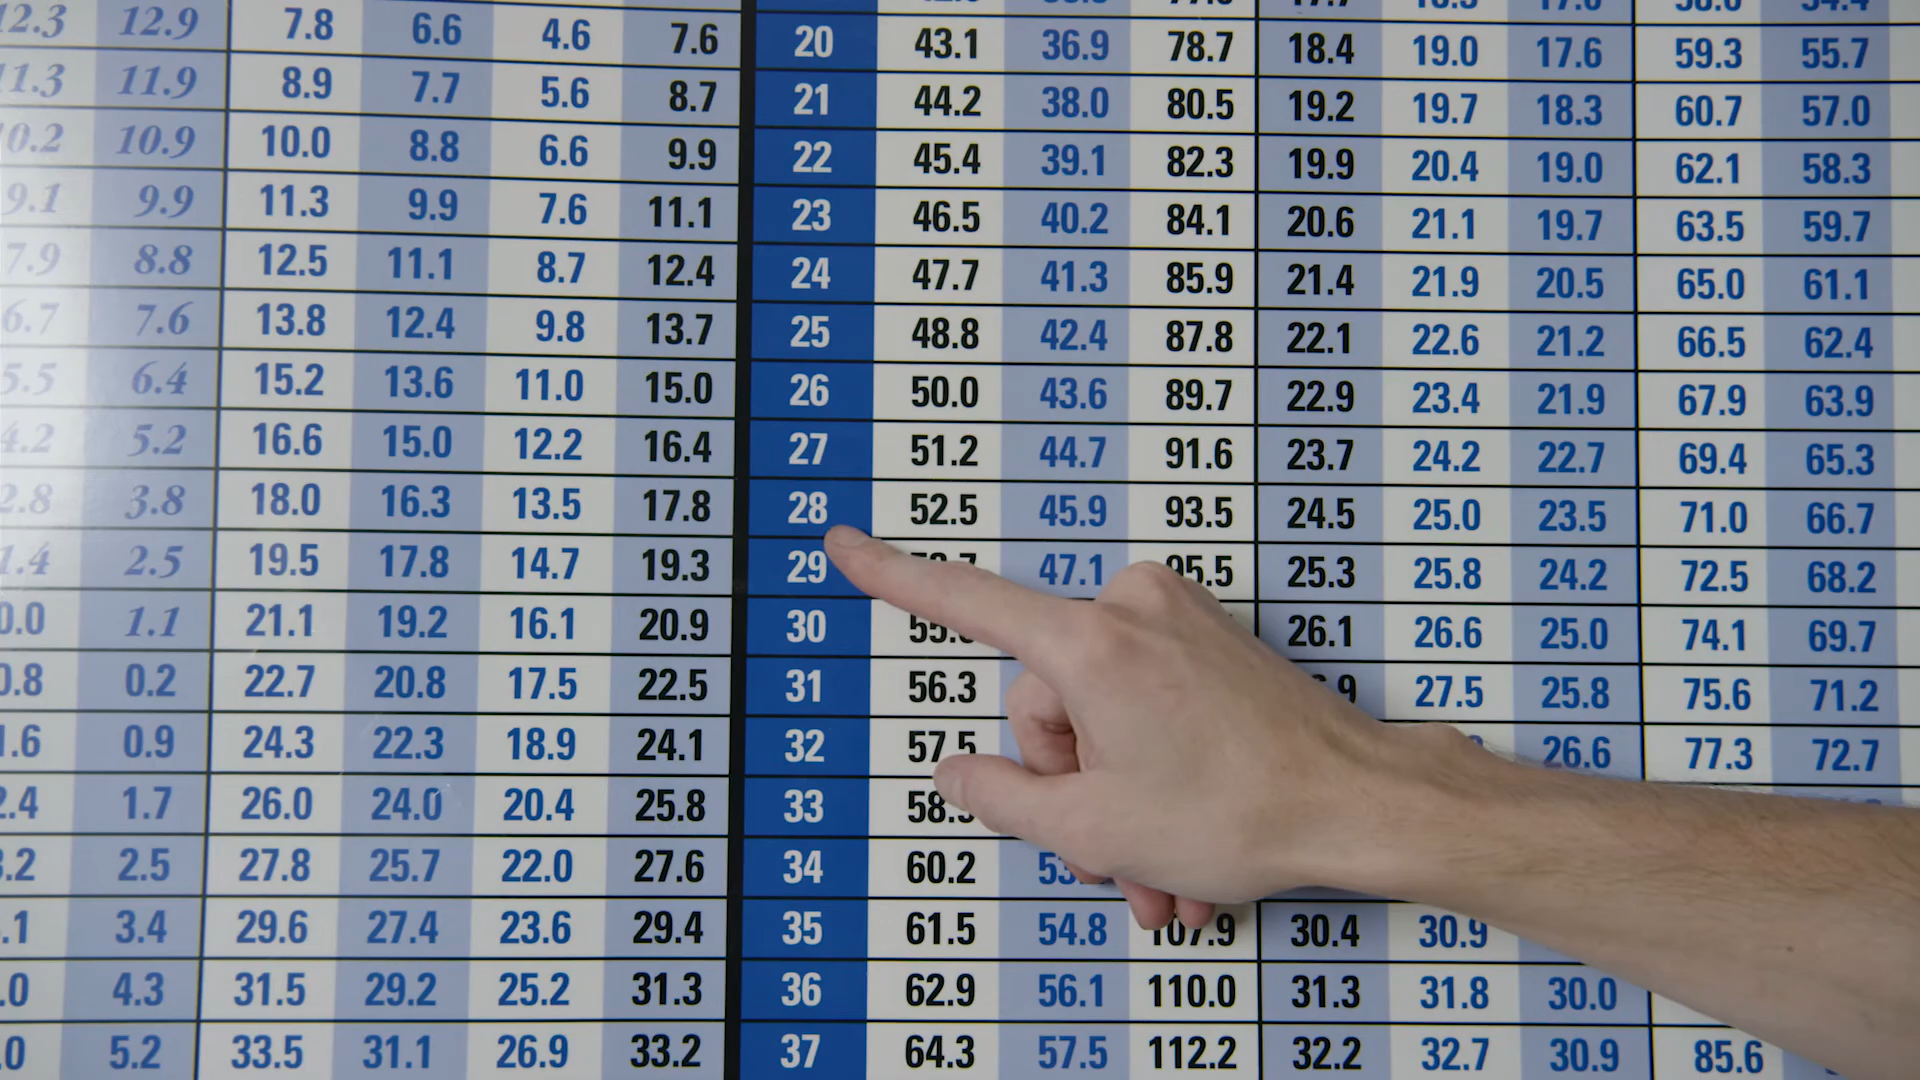 12.3 12.9 7.8 6.6 4.6 7.6 20 43.1 36.9 78.7 18.4 19.0 17.6 59.3 55.7
11.3 11.9 8.9 7.7 5.6 8.7 21 44.2 38.0 80.5 19.2 19.7 18.3 60.7 57.0
10.2 10.9 10.0 8.8 6.6 9.9 22 45.4 39.1 82.3 19.9 20.4 19.0 62.1 58.3
9.1 9.9 11.3 9.9 7.6 11.1 23 46.5 40.2 84.1 20.6 21.1 19.7 63.5 59.7
7.9 8.8 12.5 11.1 8.7 12.4 24 47.7 41.3 85.9 21.4 21.9 20.5 65.0 61.1
6.7 7.6 13.8 12.4 9.8 13.7 25 48.8 42.4 87.8 22.1 22.6 21.2 66.5 62.4
5.5 6.4 15.2 13.6 11.0 15.0 26 50.0 43.6 89.7 22.9 23.4 21.9 67.9 63.9
4.2 5.2 16.6 15.0 12.2 16.4 27 51.2 44.7 91.6 23.7 24.2 22.7 69.4 65.3
2.8 3.8 18.0 16.3 13.5 17.8 28 52.5 45.9 93.5 24.5 25.0 23.5 71.0 66.7
1.4 2.5 19.5 17.8 14.7 19.3 29 47.1 95.5 25.3 25.8 24.2 72.5 68.2
0.0 1.1 21.1 19.2 16.1 20.9 30 26.1 26.6 25.0 74.1 69.7
0.8 0.2 22.7 20.8 17.5 22.5 31 56.3 27.5 25.8 75.6 71.2
1.6 0.9 24.3 22.3 18.9 24.1 32 57.5 26.6 77.3 72.7
2.4 1.7 26.0 24.0 20.4 25.8 33
3.2 2.5 27.8 25.7 22.0 27.6 34 60.2
.1 3.4 29.6 27.4 23.6 29.4 35 61.5 54.8 107.9 30.4 30.9
.0 4.3 31.5 29.2 25.2 31.3 36 62.9 56.1 110.0 31.3 31.8 30.0
.0 5.2 33.5 31.1 26.9 33.2 37 64.3 57.5 112.2 32.2 32.7 30.9 85.6